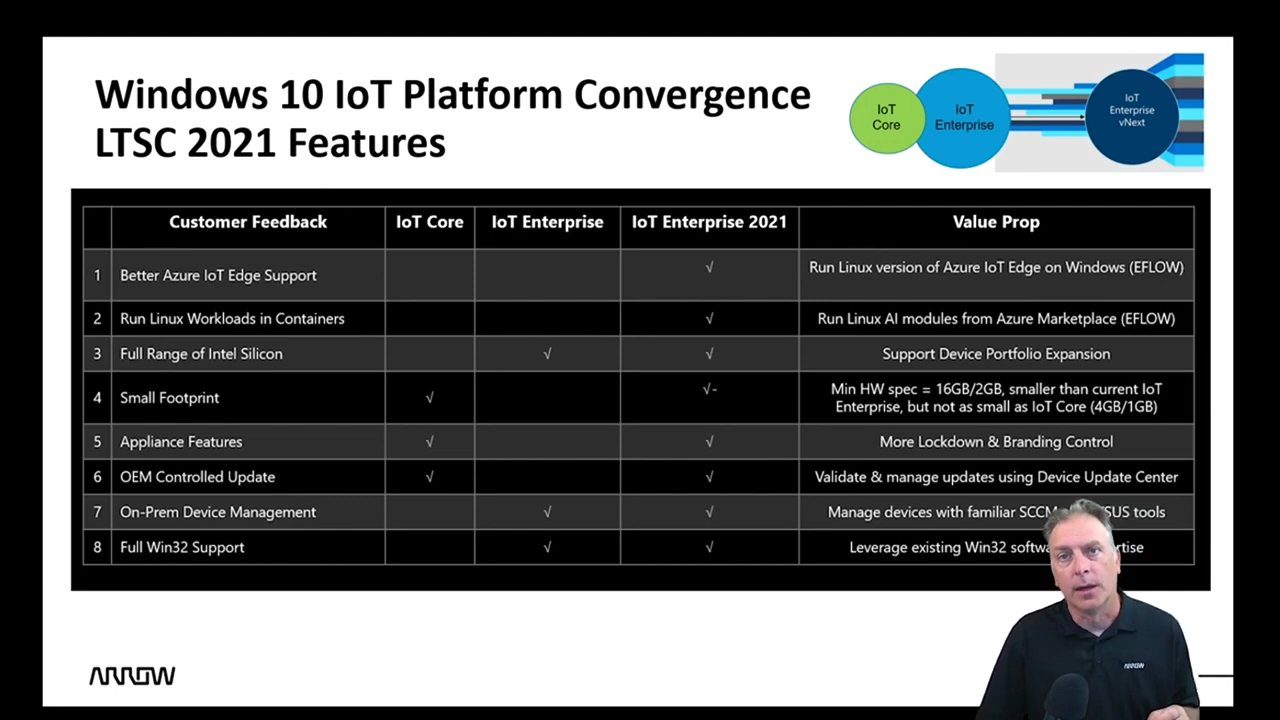 Windows 10 IoT Platform Convergence
LTSC 2021 Features
IoT
Core
IoT
Enterprise
IoT
Enterprise
vNext
Customer Feedback IoT Core IoT Enterprise IoT Enterprise 2021 Value Prop
1 Better Azure IoT Edge Support √ Run Linux version of Azure IoT Edge on Windows (EFLOW)
2 Run Linux Workloads in Containers √ Run Linux AI modules from Azure Marketplace (EFLOW)
3 Full Range of Intel Silicon √ √ Support Device Portfolio Expansion
4 Small Footprint √ √- Min HW spec = 16GB/2GB, smaller than current IoT
Enterprise, but not as small as IoT Core (4GB/1GB)
5 Appliance Features √ √ More Lockdown & Branding Control
6 OEM Controlled Update √ √ Validate & manage updates using Device Update Center
7 On-Prem Device Management √ √ Manage devices with familiar SCCM tools
8 Full Win32 Support √ √ Leverage existing Win32
ARROW
ARROW